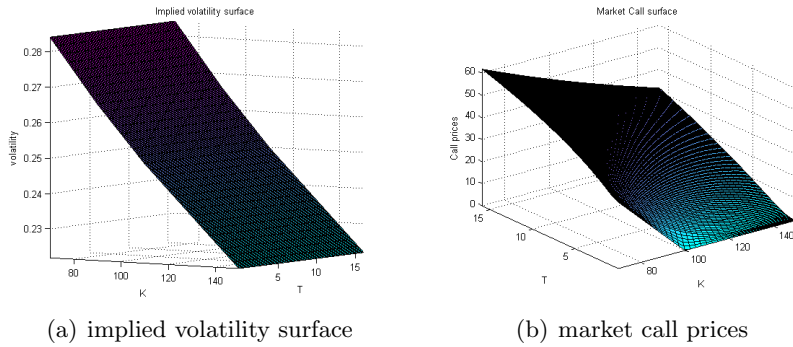 Implied volatility surface
0.28
0.27
0.26
0.25
0.24
0.23
volatility
80
100
120
140
K
5
10
15
T
(a) implied volatility surface
Market Call surface
60
50
40
30
20
10
0
Call prices
15
10
5
T
80
100
120
140
K
(b) market call prices